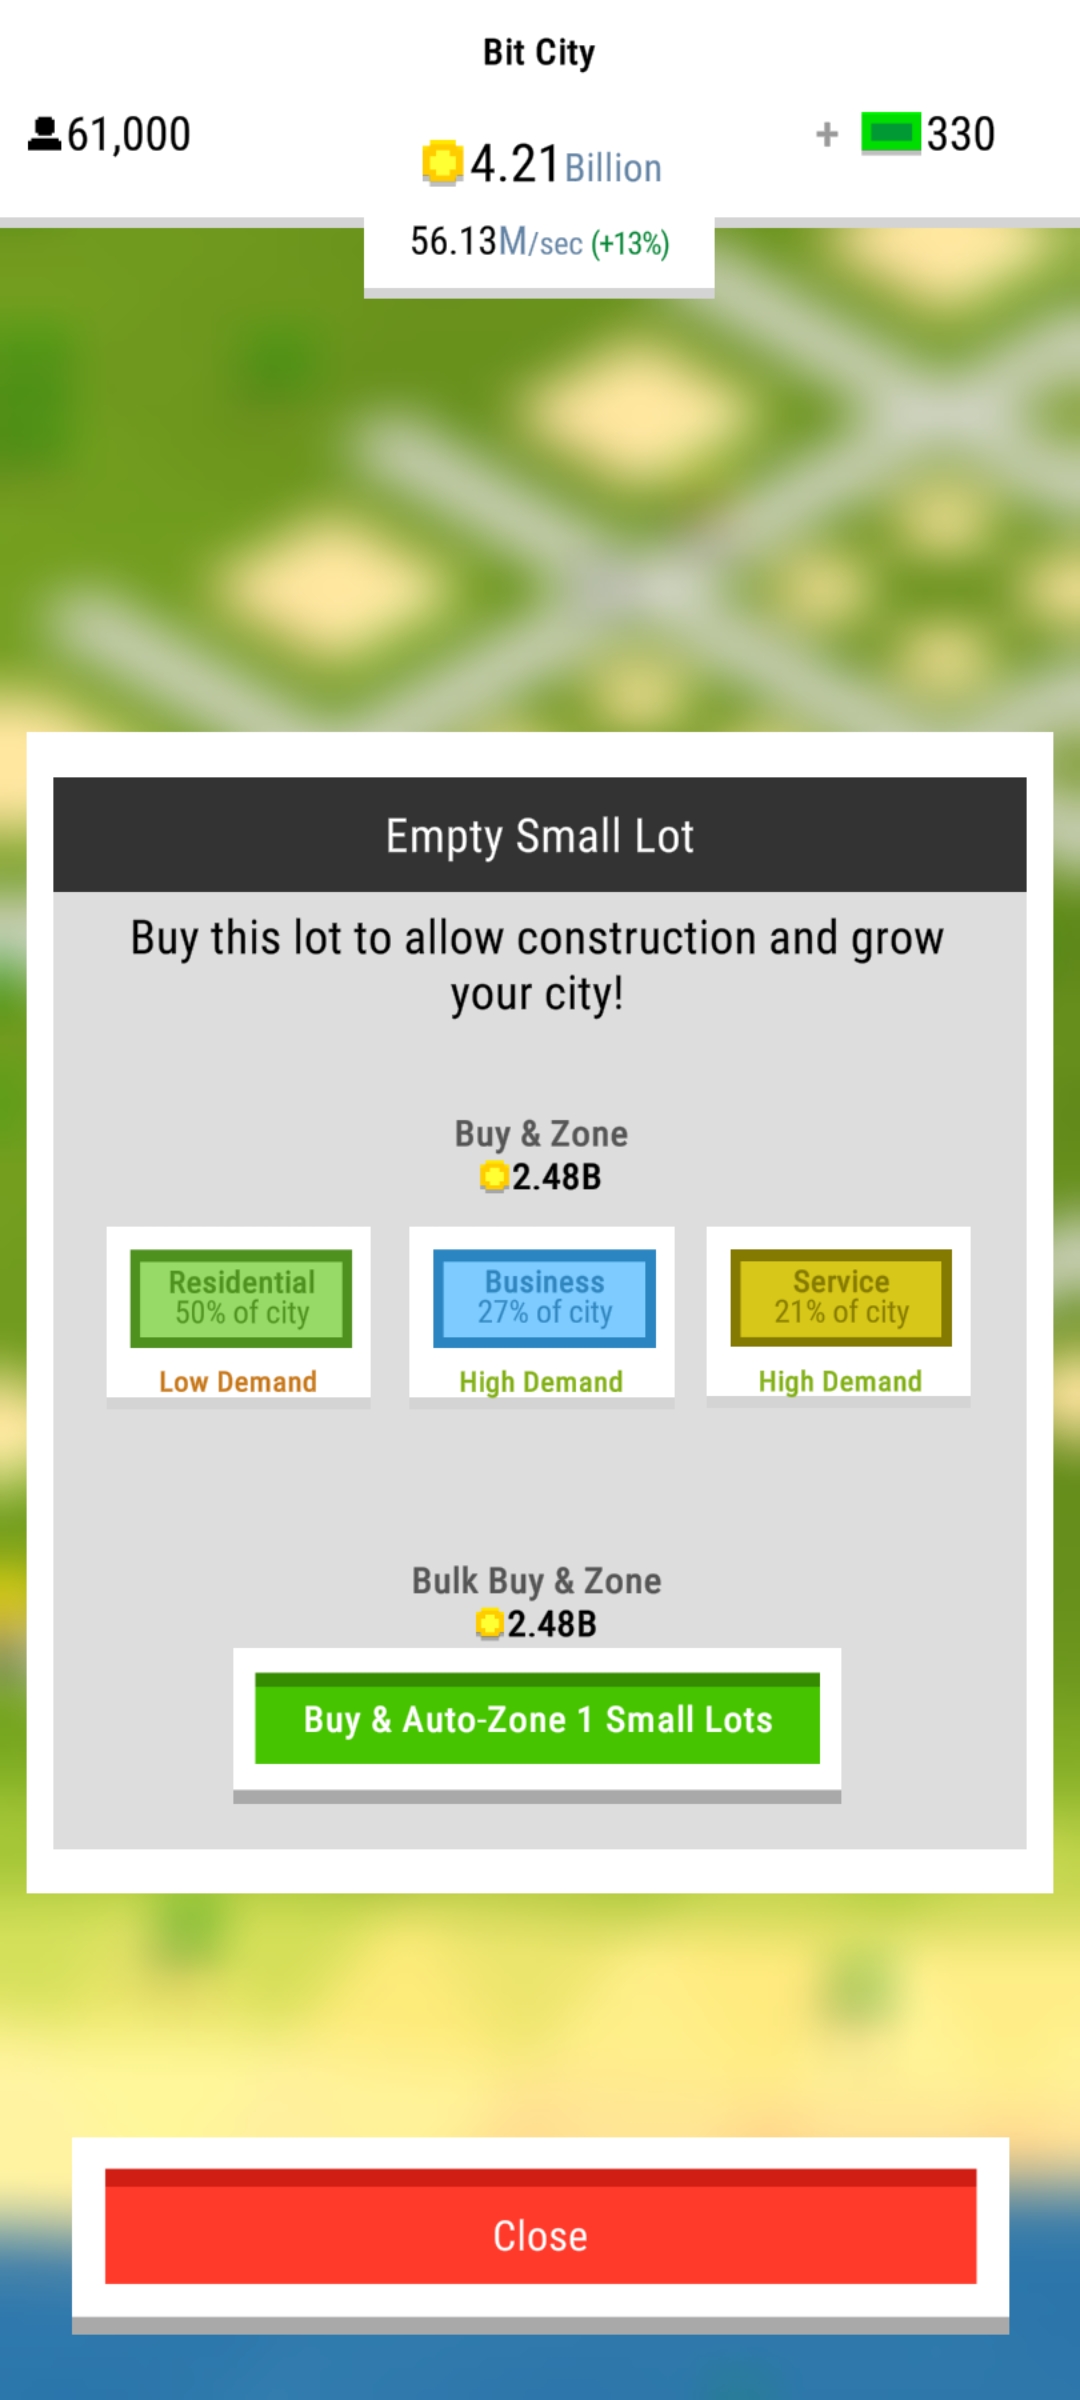 Bit City
61,000
4.21 Billion
+ 330
56.13M/sec (+13%)
Empty Small Lot
Buy this lot to allow construction and grow
your city!
Buy & Zone
2.48B
Residential
50% of city
Low Demand
Business
27% of city
High Demand
Service
21% of city
High Demand
Bulk Buy & Zone
2.48B
Buy & Auto-Zone 1 Small Lots
Close